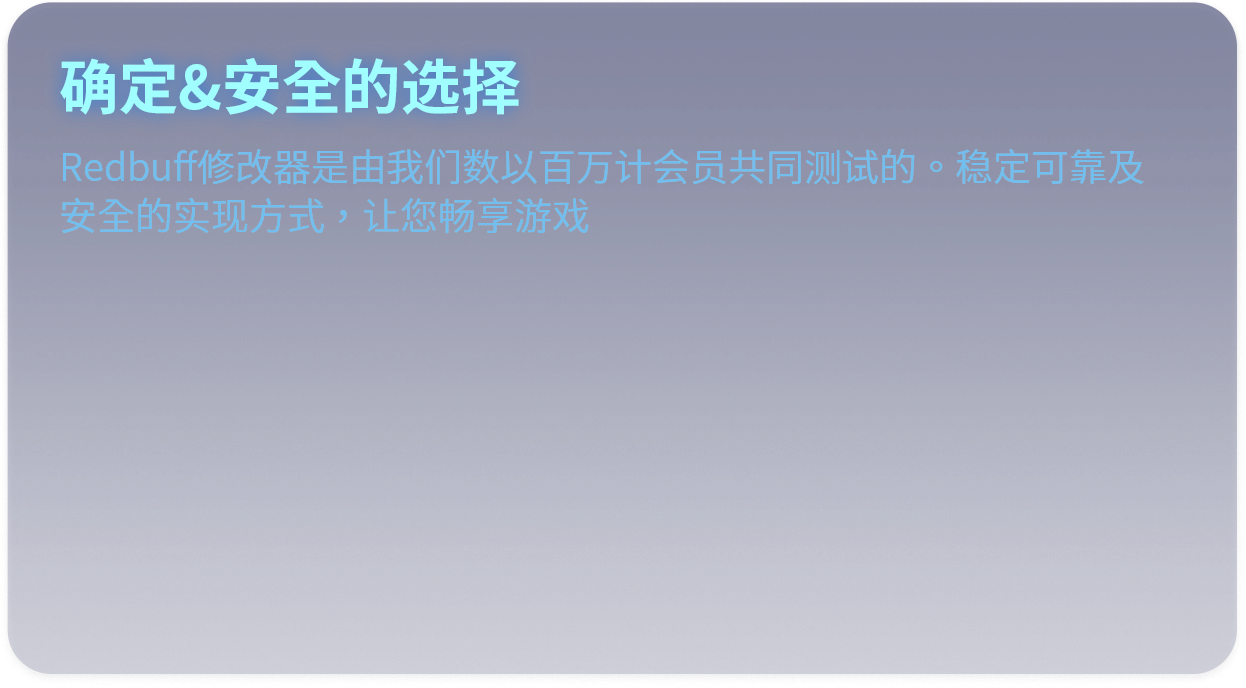 确定&安全的选择
Redbuff修改器是由我们数以百万计会员共同测试的。稳定可靠及
安全的实现方式，让您畅享游戏